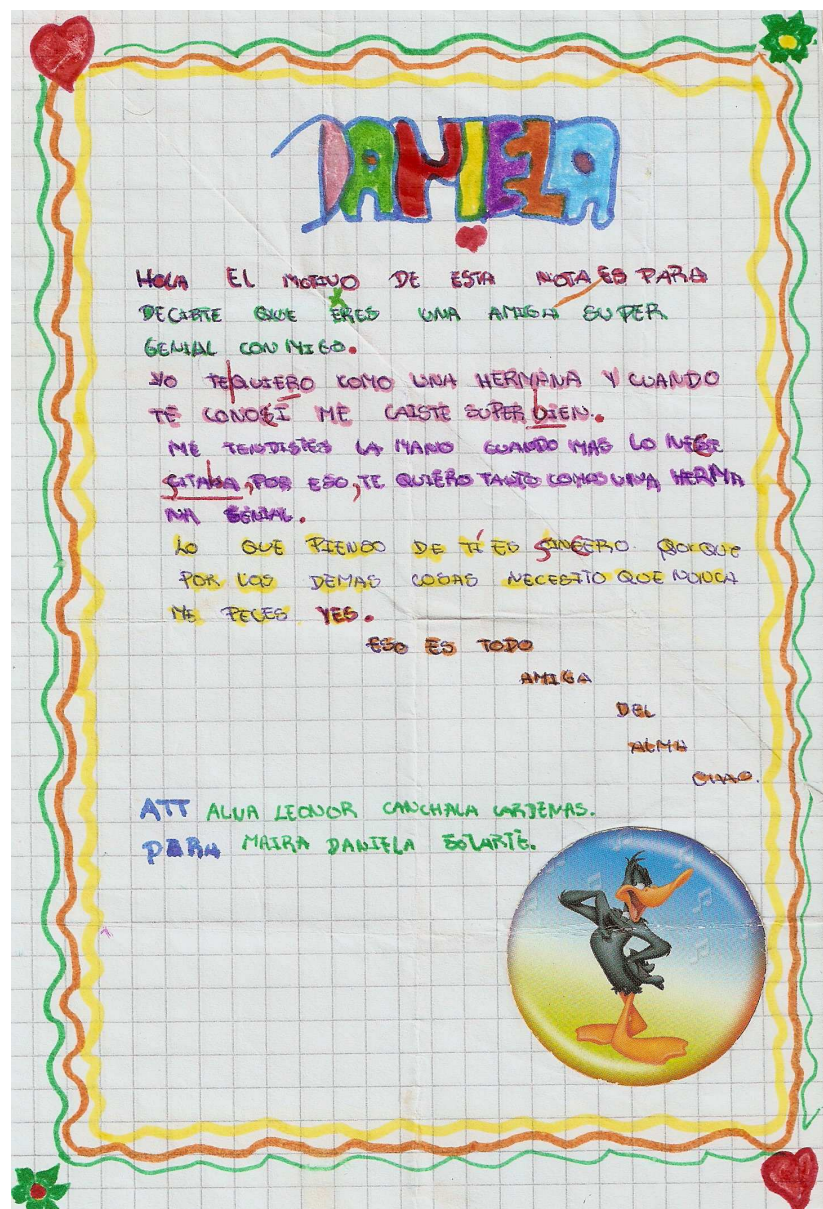 DANIELA
HOLA EL MOTIVO DE ESTA NOTA ES PARA
DECIRTE QUE ERES UNA AMIGA SUPER
GENIAL CON MIGO.
YO TE QUIERO COMO UNA HERMANA Y CUANDO
TE CONOCÍ ME CAISTE SUPER BIEN.
ME TENDISTES LA MANO CUANDO MAS LO NECE
SITABA, POR ESO, TE QUIERO TANTO COMO UNA HERMA
NA GENIAL.
LO QUE PIENSO DE TÍ ES SINCERO. PORQUE
POR LOS DEMAS COSAS NECESITO QUE NUNCA
ME YES.
ESO ES TODO
AMIGA
DEL
ALMA
CHAO.
ATT ALUA LEONOR CANCHALA CARDENAS.
PARA MAIRA DANIELA SOLARTE.